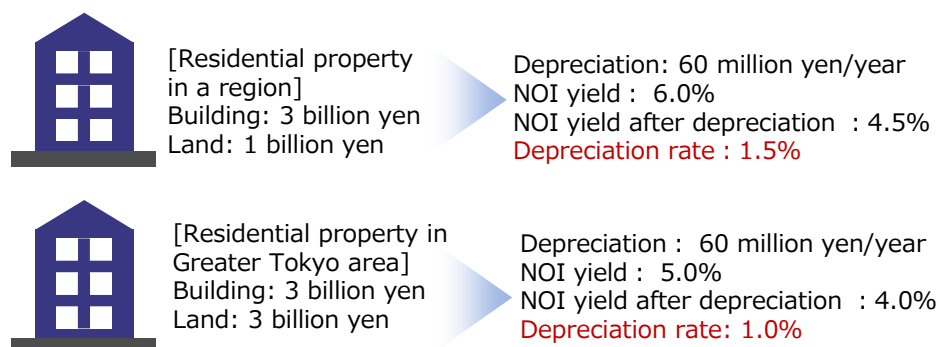 [Residential property
in a region]
Building: 3 billion yen
Land: 1 billion yen
Depreciation: 60 million yen/year
NOI yield : 6.0%
NOI yield after depreciation : 4.5%
Depreciation rate : 1.5%
[Residential property in
Greater Tokyo area]
Building: 3 billion yen
Land: 3 billion yen
Depreciation : 60 million yen/year
NOI yield : 5.0%
NOI yield after depreciation : 4.0%
Depreciation rate: 1.0%